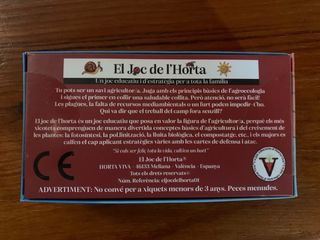 El Joc de l'Horta
Un joc educatiu i d'estratègia per a tota la família
Tu pots ser un savi agricultor/a. Juga amb els principis bàsics de l'agroecologia
i sigues el primer en collir una saludable collita. Però atenció, no serà fàcil!
Les plagues, la falta de recursos mediambientals o un furt poden impedir-t'ho.
Qui va dir que el treball del camp fora senzill?
El joc de l'horta és un joc educatiu que posa en valor la figura de l'agricultor/a, perquè els més
xicotets comprenguen de manera divertida conceptes bàsics d'agricultura i del creixement de
les plantes: la fotosíntesi, la pol·linització, la lluita biològica, el compostatge, etc., i els majors es
calfen el cap aplicant estratègies vàries amb les cartes de defensa i atac.
"Si vols ser feliç tota la vida, cultiva un hort"
El Joc de l'Horta®
HORTA VIVA - 46133 Meliana - València - Espanya
Tots els drets reservats ©
Núm. Referència: eljocdelhorta01
CE
V
ADVERTIMENT: No convé per a xiquets menors de 3 anys. Peces menudes.